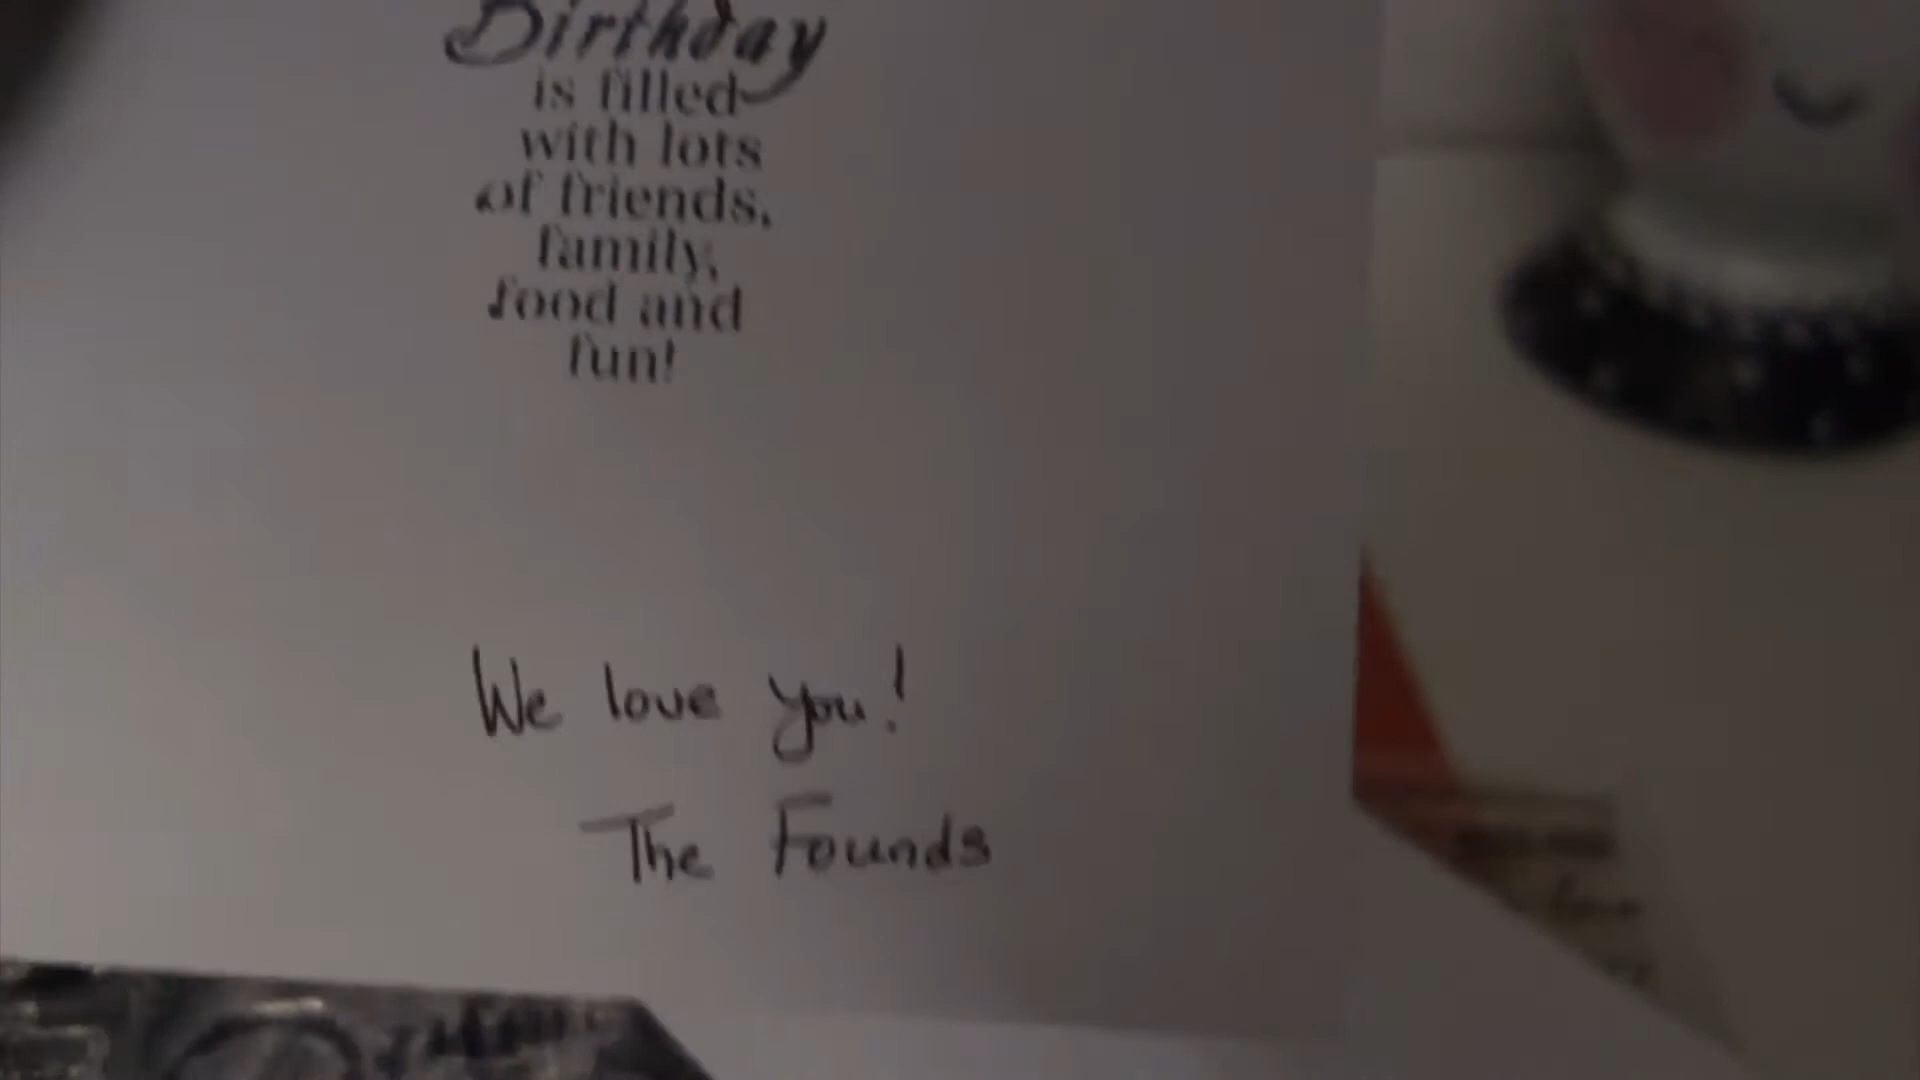 Birthday
is filled
with lots
of friends,
family,
food and
fun!
We love you!
The Founds